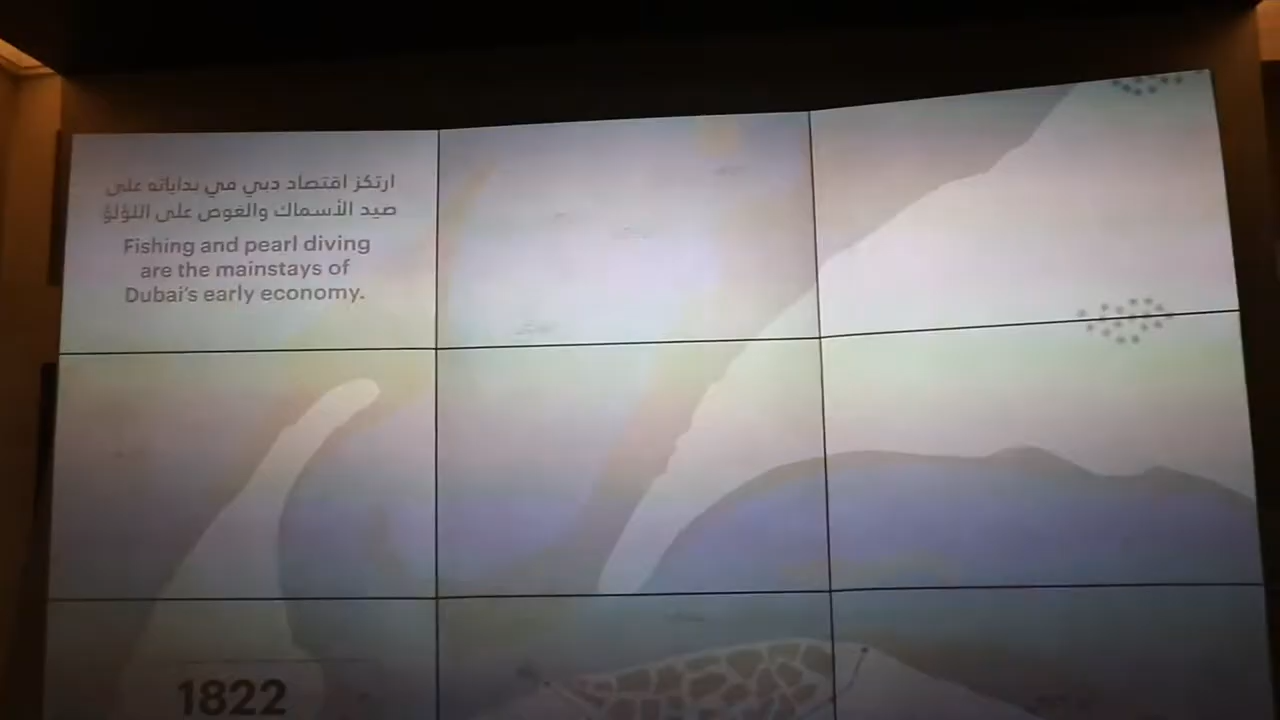 ارتكز اقتصاد دبي في بداياته على
صيد الأسماك والغوص على اللؤلؤ
Fishing and pearl diving
are the mainstays of
Dubai's early economy.
1822